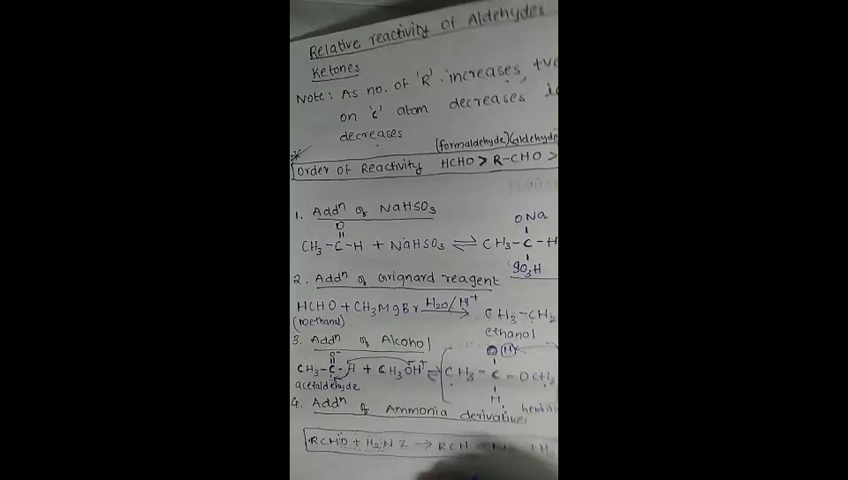 Relative reactivity of Aldehydes
Ketones
Note: As no. of 'R' increases, +ve
on 'c' atom decreases
decreases
(formaldehyde)(aldehyde
* Order of Reactivity HCHO > R-CHO >
1. Addn of NaHSO3
O ONa
CH3-C-H + NaHSO3 ⇌ CH3-C-H
SO3H
2. Addn of Grignard reagent
HCHO + CH3MgBr H2O/H+ → CH3-CH2
(methanal) ethanol
3. Addn of Alcohol
CH3-C-H + CH3OH ⇌ CH3-C-OCH3
acetaldehyde H
4. Addn of Ammonia derivative
RCHO + H2N Z → RCH